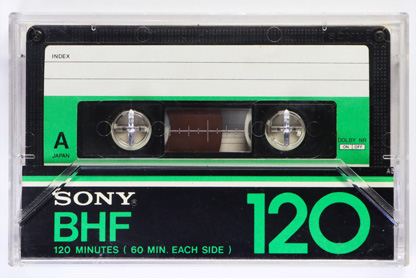 INDEX
A
JAPAN
DOLBY NR
ON OFF
SONY®
BHF
120
120 MINUTES ( 60 MIN. EACH SIDE )